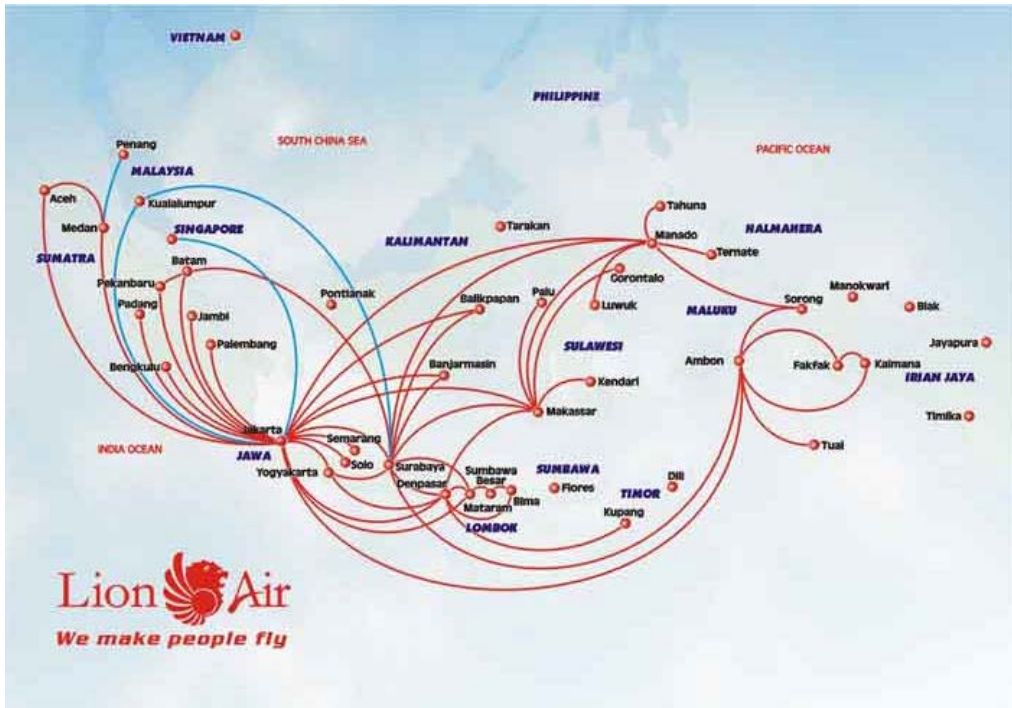 VIETNAM
PHILIPPINE
SOUTH CHINA SEA
PACIFIC OCEAN
Penang
MALAYSIA
Aceh
Kualalumpur
Tahuna
Medan
SINGAPORE
Tarakan
Manado
HALMAHERA
KALIMANTAN
Ternate
SUMATRA
Batam
Gorontalo
Pekanbaru
Pontianak
Balikpapan
Palu
Luwuk
Sorong
Manokwari
Padang
MALUKU
Biak
Jambi
Palembang
SULAWESI
Jayapura
Bengkulu
Banjarmasin
Ambon
FakFak
Kaimana
IRIAN JAYA
Kendari
Makassar
Timika
Jakarta
Semarang
Tual
INDIA OCEAN
JAWA
Solo
Surabaya
Yogyakarta
Sumbawa
Besar
SUMBAWA
Denpasar
Flores
Dili
TIMOR
Mataram
Bima
LOMBOK
Kupang
Lion Air
We make people fly